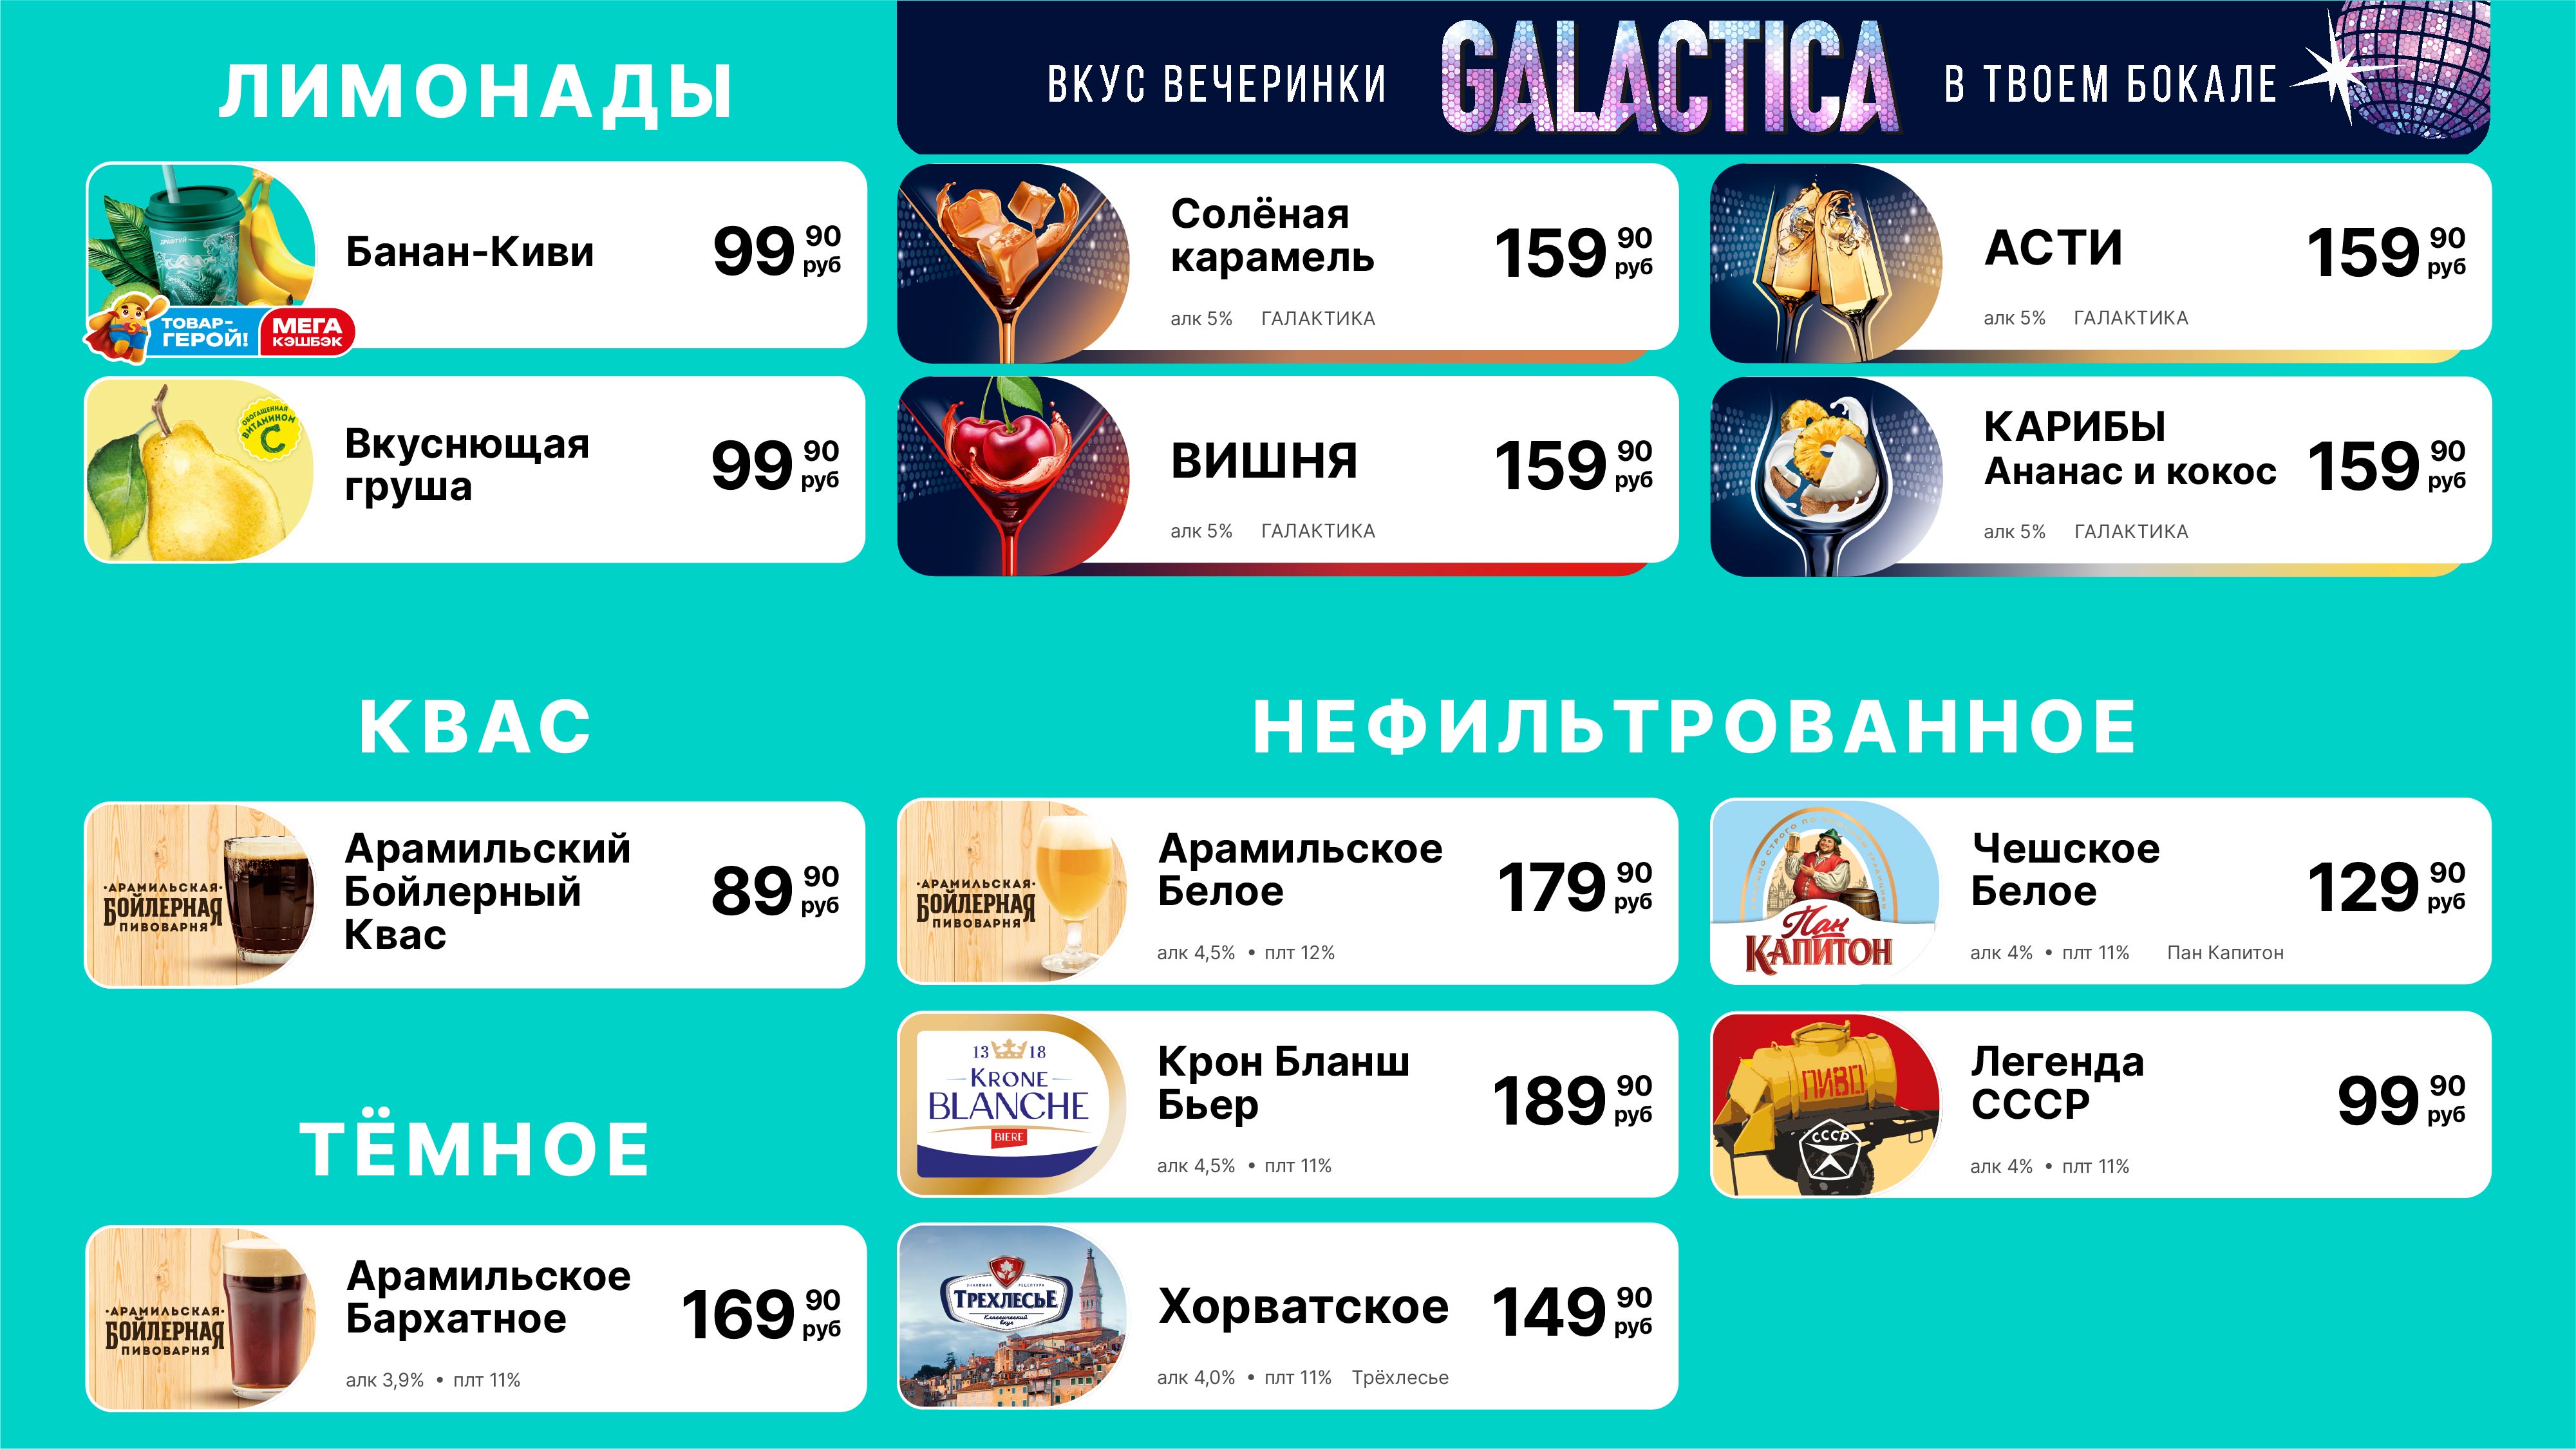 ЛИМОНАДЫ
ВКУС ВЕЧЕРИНКИ GALACTICA В ТВОЕМ БОКАЛЕ
ДРАФТУЙ
Банан-Киви
99 90 руб
ТОВАР-ГЕРОЙ!
МЕГА КЭШБЭК
Солёная
карамель
159 90 руб
алк 5% ГАЛАКТИКА
АСТИ
159 90 руб
алк 5% ГАЛАКТИКА
ОБОГАЩЕННАЯ ВИТАМИНОМ C
Вкуснющая
груша
99 90 руб
ВИШНЯ
159 90 руб
алк 5% ГАЛАКТИКА
КАРИБЫ
Ананас и кокос
159 90 руб
алк 5% ГАЛАКТИКА
КВАС
·АРАМИЛЬСКАЯ·
БОЙЛЕРНАЯ
ПИВОВАРНЯ
Арамильский
Бойлерный
Квас
89 90 руб
ТЁМНОЕ
·АРАМИЛЬСКАЯ·
БОЙЛЕРНАЯ
ПИВОВАРНЯ
Арамильское
Бархатное
169 90 руб
алк 3,9% • плт 11%
НЕФИЛЬТРОВАННОЕ
·АРАМИЛЬСКАЯ·
БОЙЛЕРНАЯ
ПИВОВАРНЯ
Арамильское
Белое
179 90 руб
алк 4,5% • плт 12%
Пан
КАПИТОН
Чешское
Белое
129 90 руб
алк 4% • плт 11% Пан Капитон
13 18
KRONE
BLANCHE
BIERE
Крон Бланш
Бьер
189 90 руб
алк 4,5% • плт 11%
ПИВО
СССР
Легенда
СССР
99 90 руб
алк 4% • плт 11%
ТРЕХЛЕСЬЕ
Классический
вкус
Хорватское
149 90 руб
алк 4,0% • плт 11% Трёхлесье